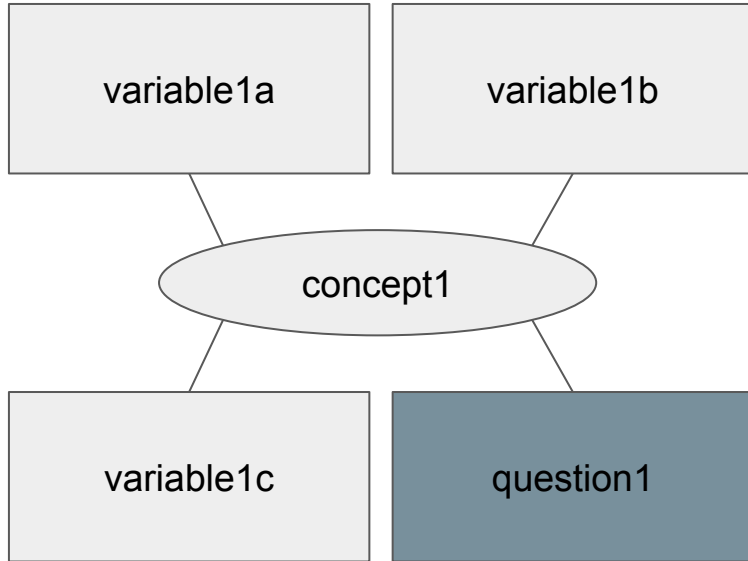 variable1a
variable1b
concept1
variable1c
question1